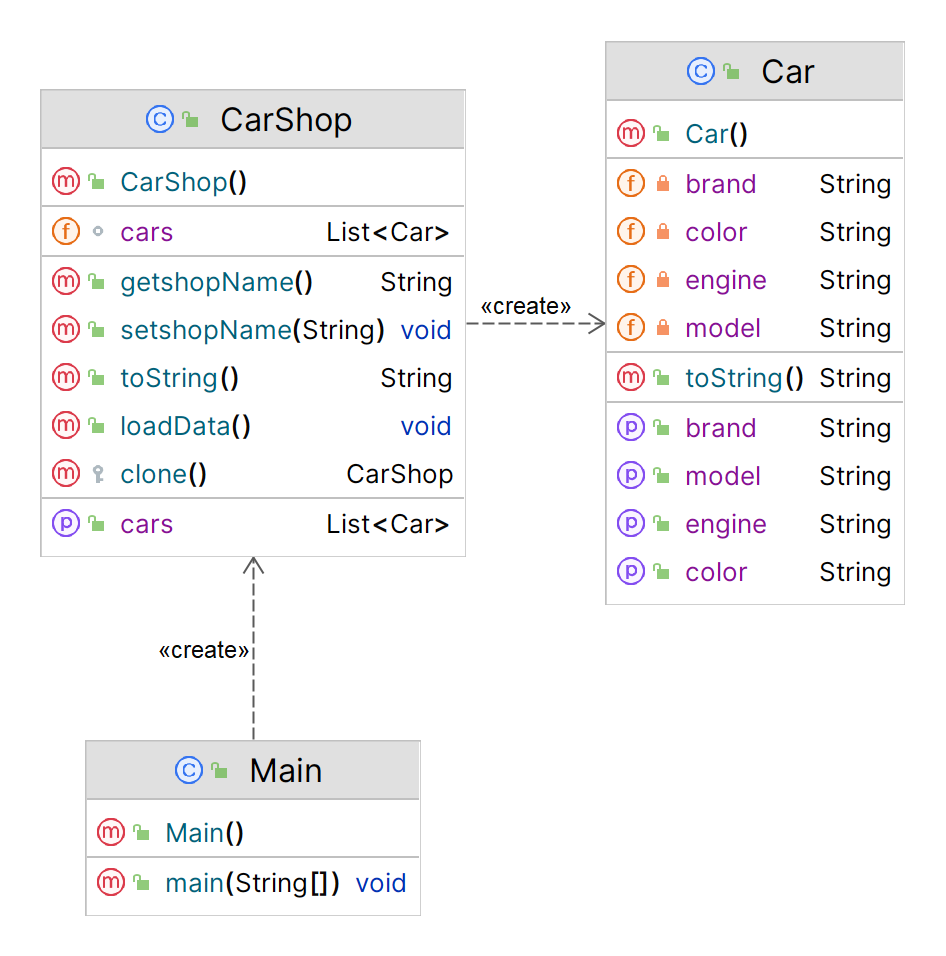 CarShop
CarShop()
cars List<Car>
getshopName() String
setshopName(String) void
toString() String
loadData() void
clone() CarShop
cars List<Car>
«create»
Car
Car()
brand String
color String
engine String
model String
toString() String
brand String
model String
engine String
color String
«create»
Main
Main()
main(String[]) void